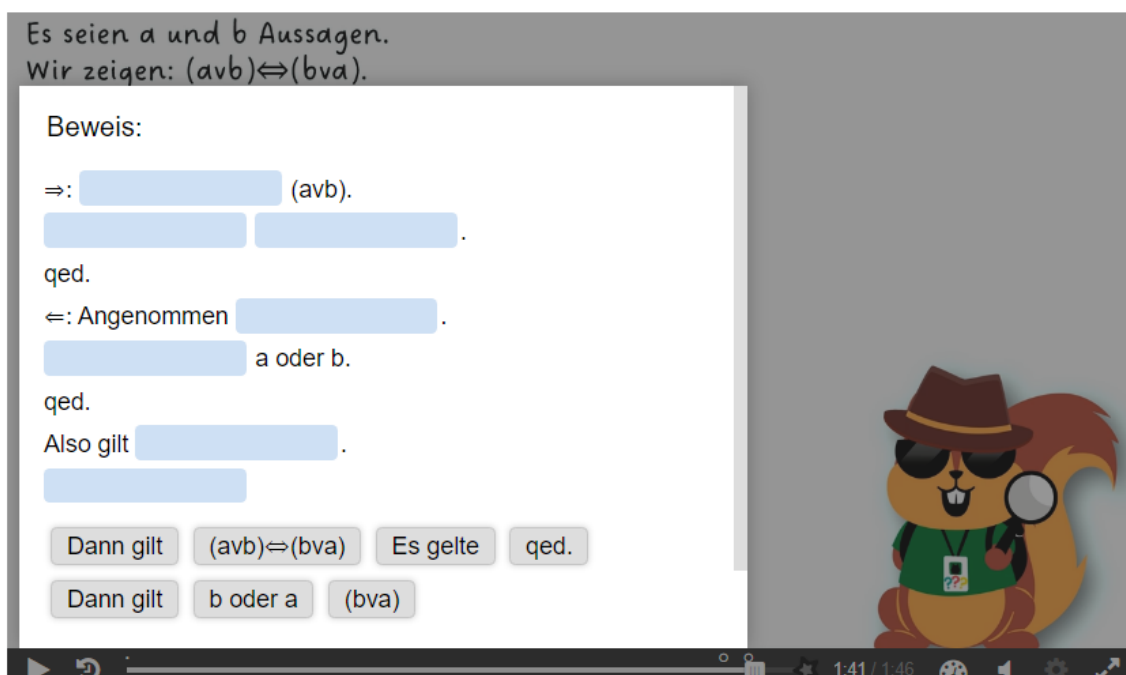 Es seien a und b Aussagen.
Wir zeigen: (avb)⇔(bva).
Beweis:
⇒: (avb).
.
qed.
⇐: Angenommen .
a oder b.
qed.
Also gilt .
Dann gilt (avb)⇔(bva) Es gelte qed.
Dann gilt b oder a (bva)
???
1:41 / 1:46